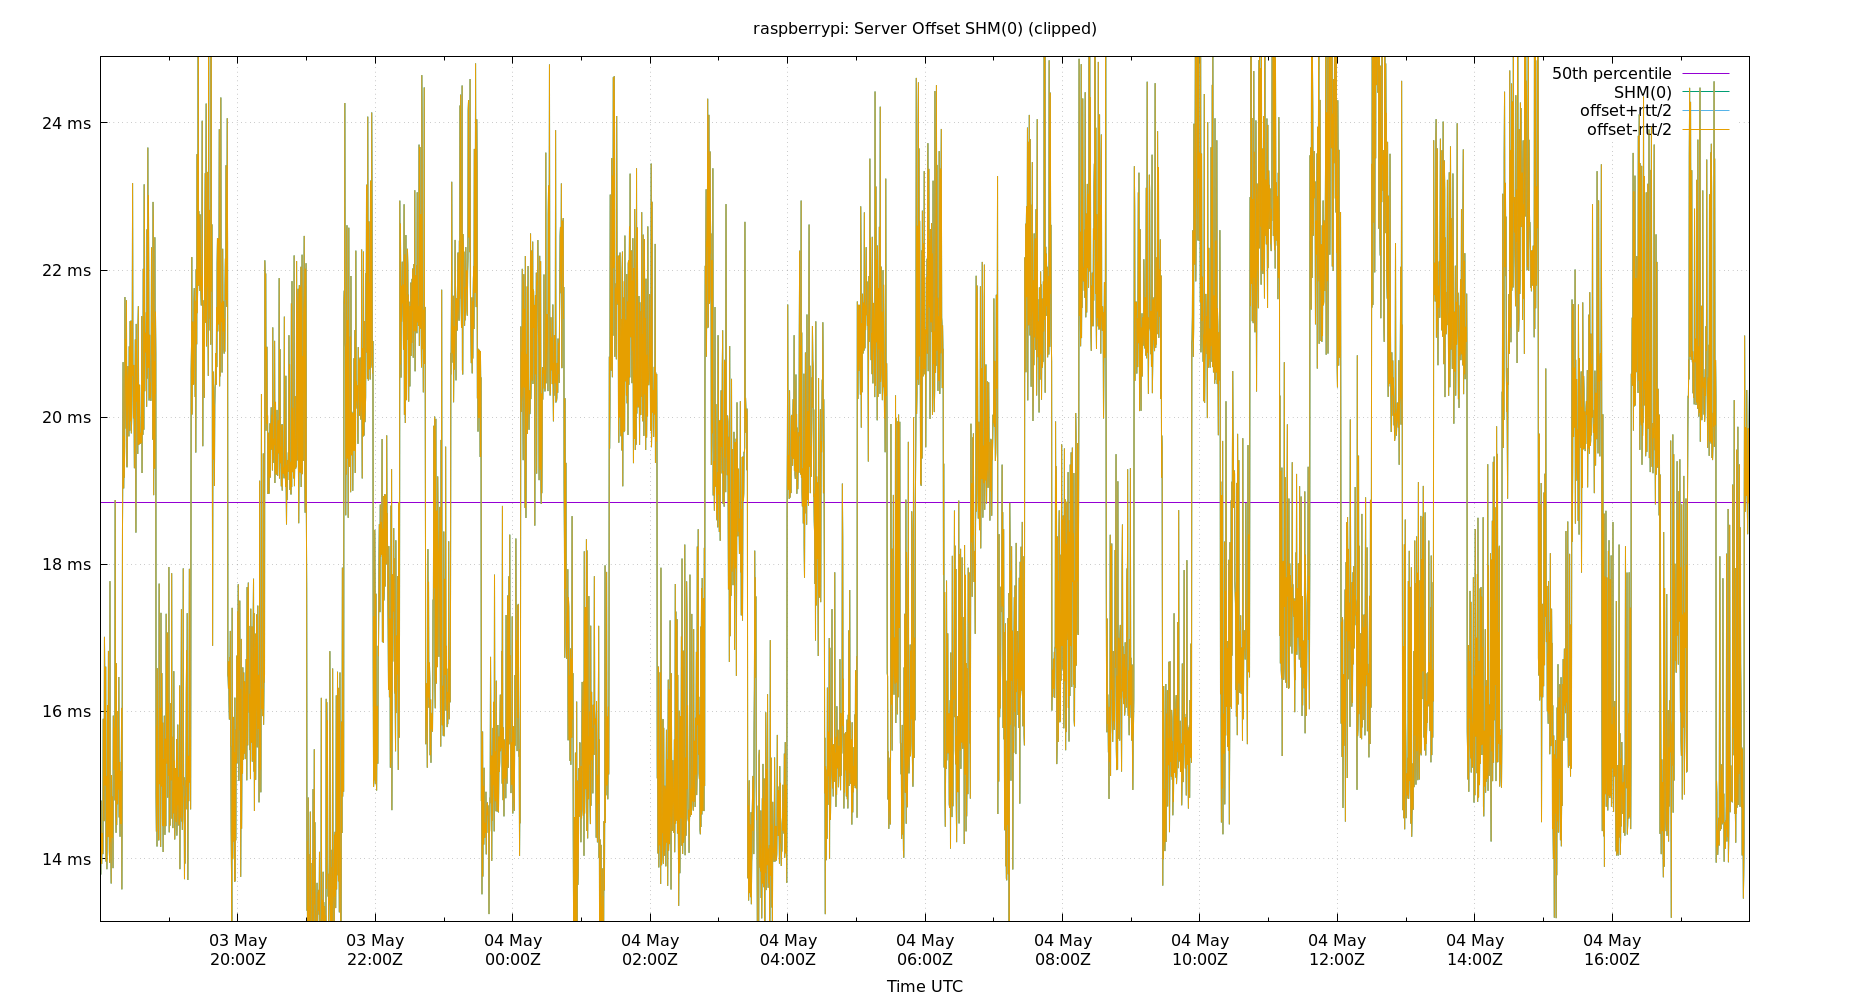 raspberrypi: Server Offset SHM(0) (clipped)
50th percentile
SHM(0)
offset+rtt/2
offset-rtt/2
24 ms
22 ms
20 ms
18 ms
16 ms
14 ms
03 May
20:00Z
03 May
22:00Z
04 May
00:00Z
04 May
02:00Z
04 May
04:00Z
04 May
06:00Z
04 May
08:00Z
04 May
10:00Z
04 May
12:00Z
04 May
14:00Z
04 May
16:00Z
Time UTC